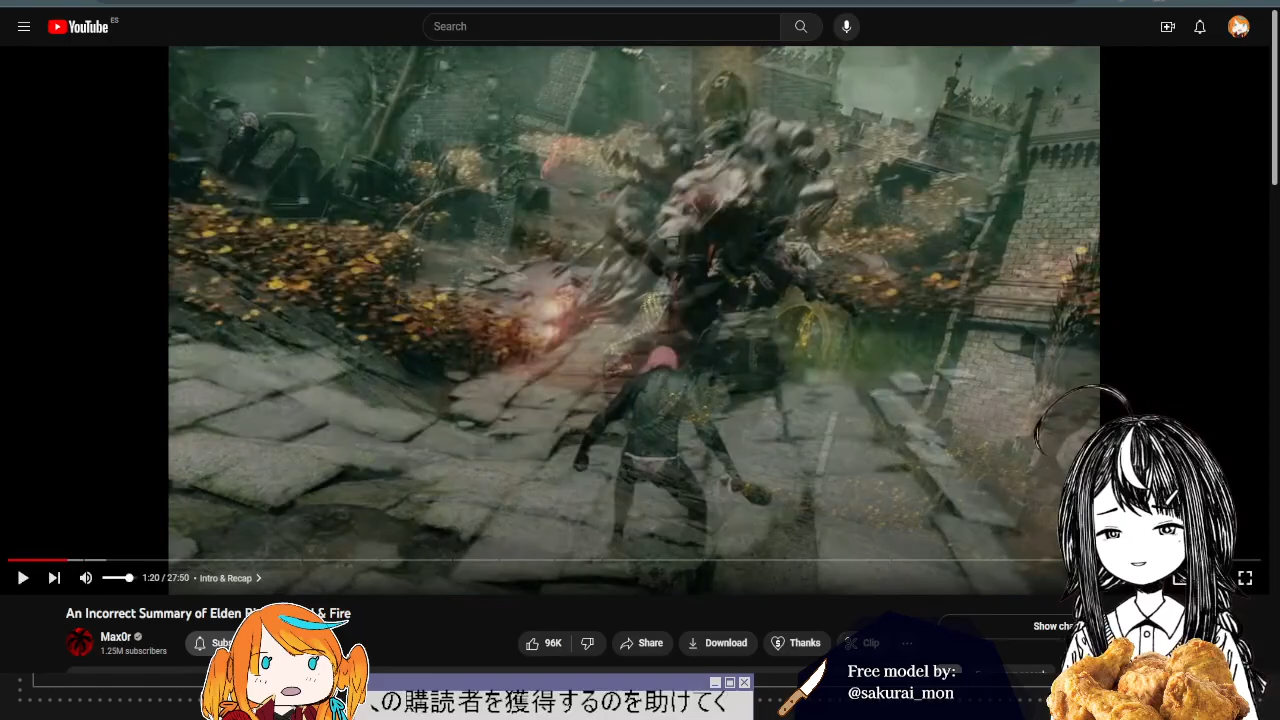 YouTube ES
Search
1:20 / 27:50 • Intro & Recap
An Incorrect Summary of Elden & Fire
Max0r
1.25M subscribers
96K
Share
Download
Thanks
Clip
Show
Free model by:
@sakurai_mon
、の購読者を獲得するのを助けてく